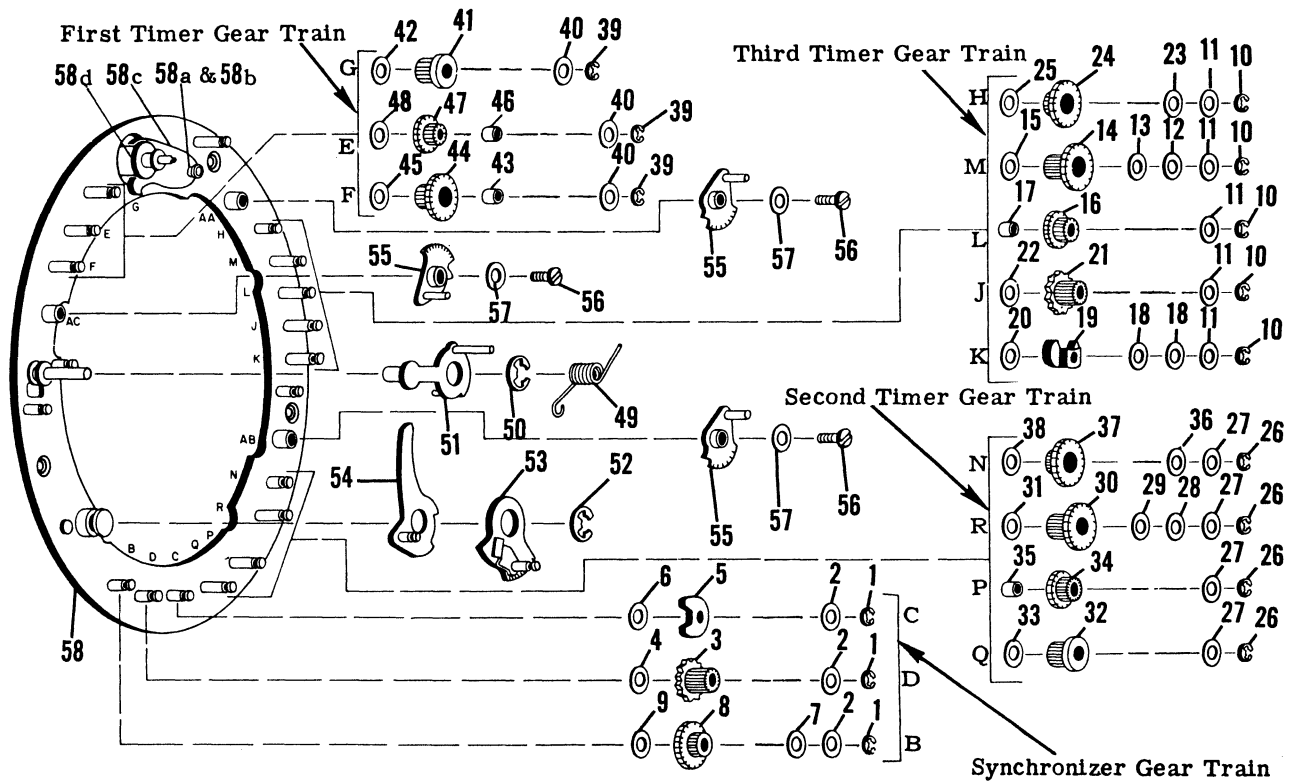 First Timer Gear Train
58d 58c 58a & 58b
42 41 40 39
G
48 47 46 40 39
E
45 44 43 40 39
F
Third Timer Gear Train
25 24 23 11 10
H
15 14 13 12 11 10
M
17 16 11 10
L
22 21 11 10
J
20 19 18 18 11 10
K
55 57 56
55 57 56
G
AA
H
E
M
F
L
AC
J
K
AB
N
R
P
Q
C
D
B
51 50 49
54 53 52
55 57 56
Second Timer Gear Train
38 37 36 27 26
N
31 30 29 28 27 26
R
35 34 27 26
P
33 32 27 26
Q
58
6 5 2 1
C
4 3 2 1
D
9 8 7 2 1
B
Synchronizer Gear Train